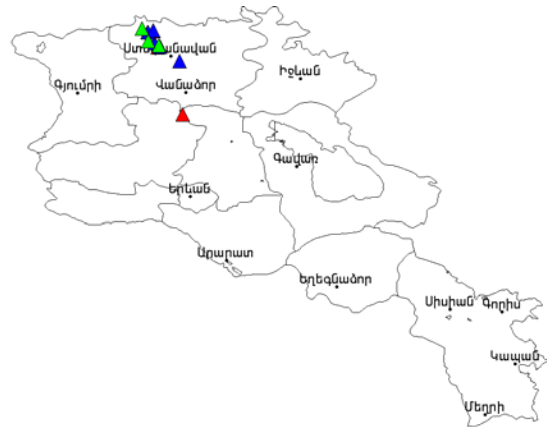 Ստեփանավան
Իջևան
Գյումրի
Վանաձոր
Գավառ
Երևան
Արարատ
Եղեգնաձոր
Սիսիան
Գորիս
Կապան
Մեղրի